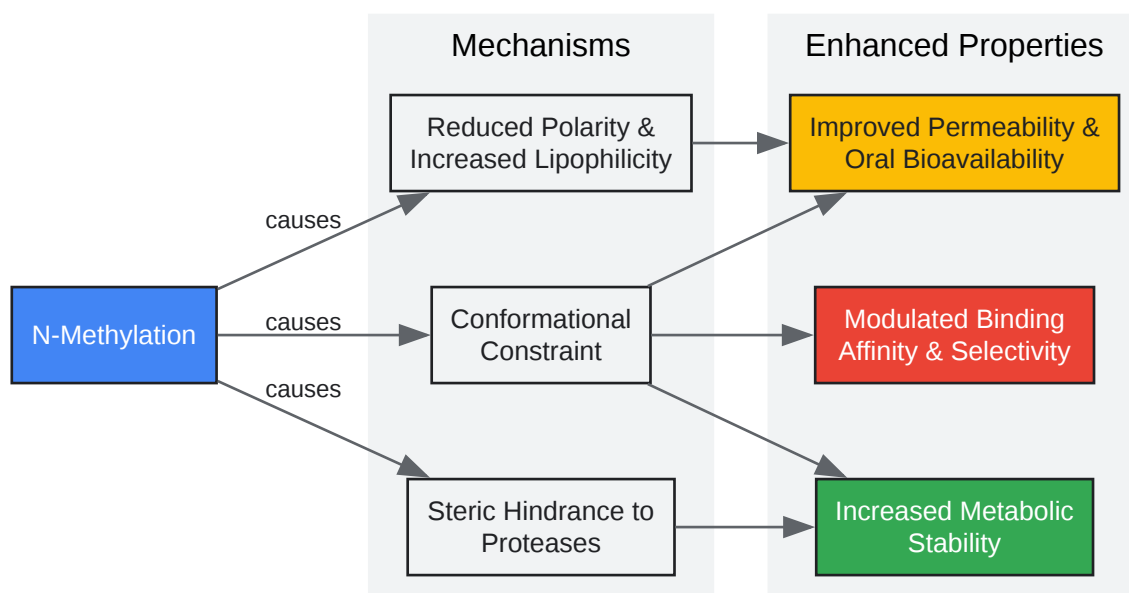 Mechanisms
Enhanced Properties
Reduced Polarity &
Increased Lipophilicity
Improved Permeability &
Oral Bioavailability
causes
N-Methylation
causes
Conformational
Constraint
Modulated Binding
Affinity & Selectivity
causes
Steric Hindrance to
Proteases
Increased Metabolic
Stability